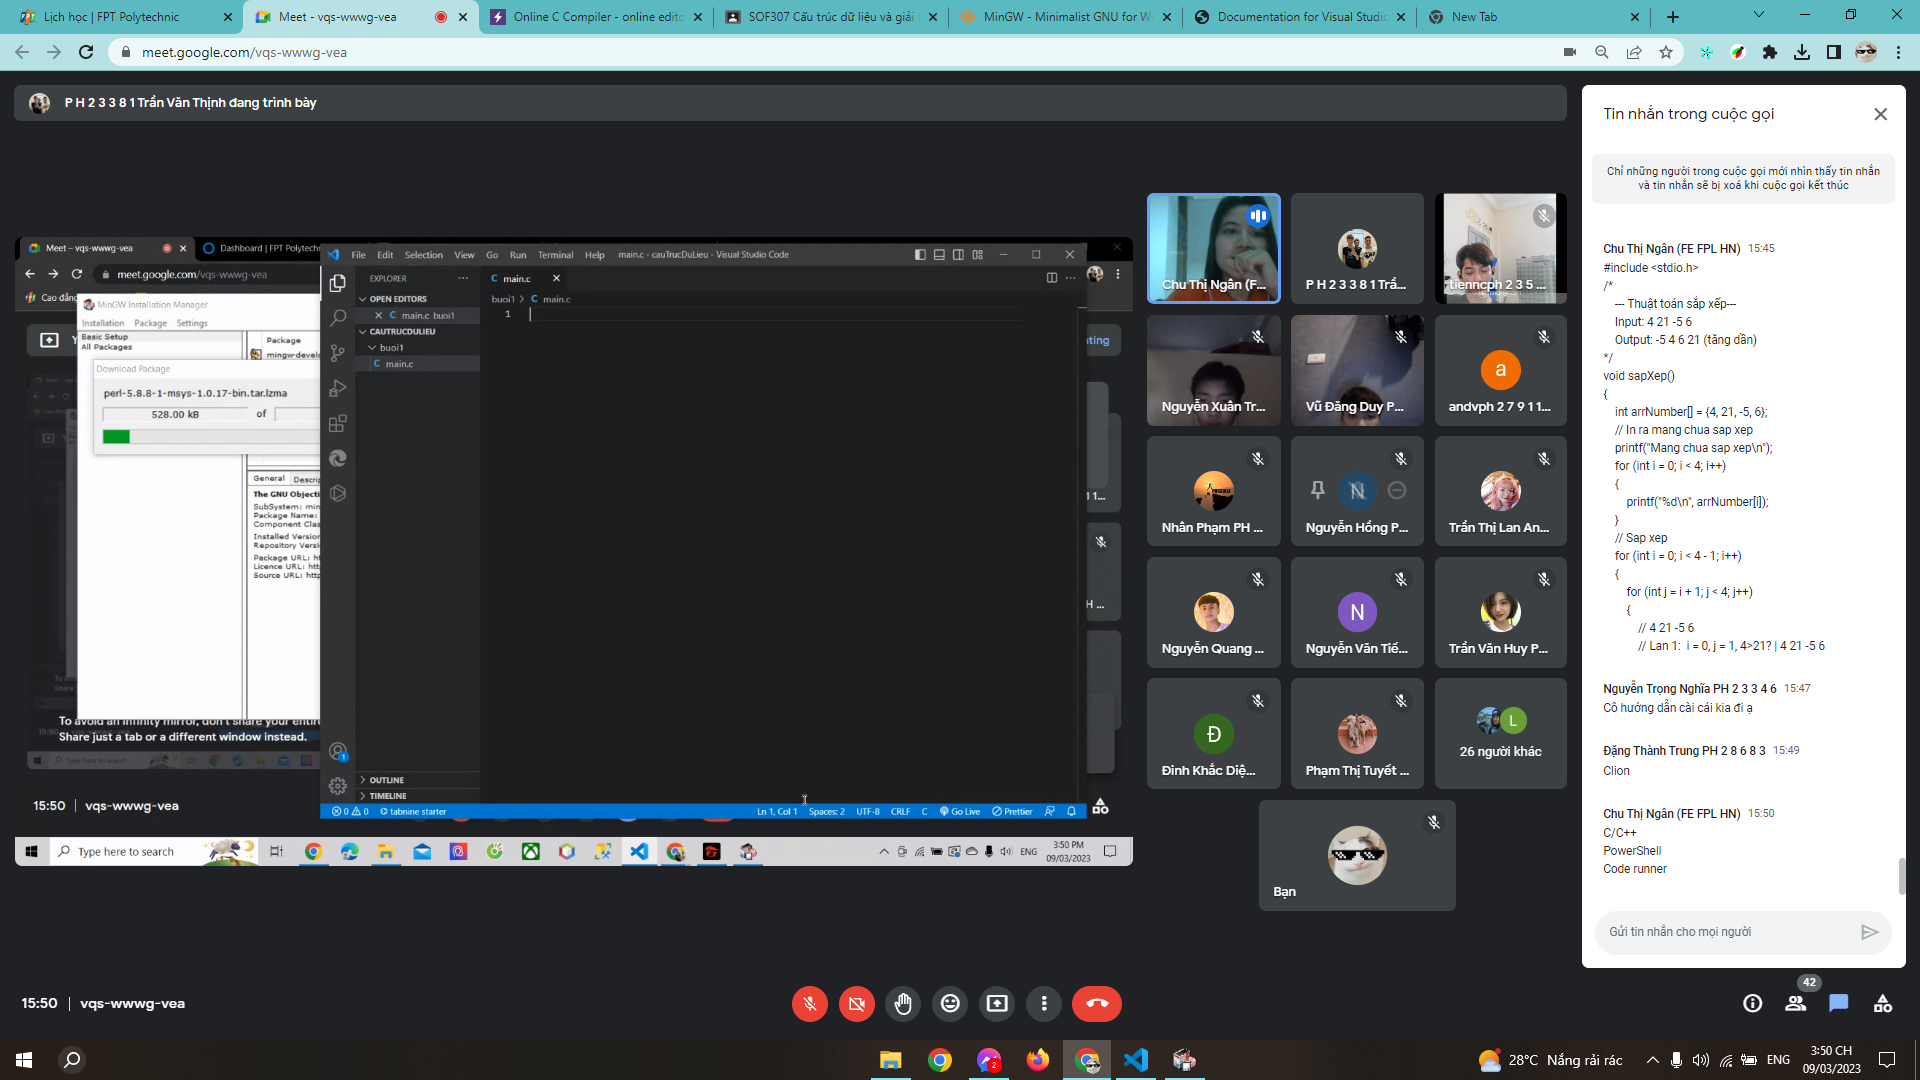 Lịch học | FPT Polytechnic
Meet - vqs-wwwg-vea
Online C Compiler - online edito
SOF307 Cấu trúc dữ liệu và giải
MinGW - Minimalist GNU for W
Documentation for Visual Studio
New Tab
meet.google.com/vqs-wwwg-vea
P H 2 3 3 8 1 Trần Văn Thịnh đang trình bày
Meet – vqs-wwwg-vea
Dashboard | FPT Polytechn
meet.google.com/vqs-wwwg-vea
Cao đẳng
MinGW Installation Manager
Installation Package Settings
Basic Setup
All Packages
Package
mingw-develo
Download Package
perl-5.8.8-1-msys-1.0.17-bin.tar.lzma
528.00 kB of
General Descrip
The GNU Objecti
SubSystem: min
Package Name:
Component Clas
Installed Version
Repository Versi
Package URL: ht
Licence URL: htt
Source URL: http
To avoid an infinity mirror, don't share your entire
Share just a tab or a different window instead.
15:50 | vqs-wwwg-vea
File Edit Selection View Go Run Terminal Help
main.c - cauTrucDuLieu - Visual Studio Code
EXPLORER
main.c
OPEN EDITORS
buoi1 > C main.c
main.c buoi1
1
CAUTRUCDULIEU
buoi1
main.c
OUTLINE
TIMELINE
0 0 tabnine starter
Ln 1, Col 1 Spaces: 2 UTF-8 CRLF C Go Live Prettier
Type here to search
ENG
3:50 PM
09/03/2023
Chu Thị Ngân (F...
P H 2 3 3 8 1 Trầ...
tienncph 2 3 5 ...
Nguyễn Xuân Tr...
Vũ Đăng Duy P...
a
andvph 2 7 9 1 1...
Nhân Phạm PH ...
N
Nguyễn Hồng P...
Trần Thị Lan An...
Nguyễn Quang ...
N
Nguyễn Văn Tiế...
Trần Văn Huy P...
Đ
Đinh Khắc Diệ...
Phạm Thị Tuyết ...
L
26 người khác
Bạn
Tin nhắn trong cuộc gọi
Chỉ những người trong cuộc gọi mới nhìn thấy tin nhắn
và tin nhắn sẽ bị xoá khi cuộc gọi kết thúc
Chu Thị Ngân (FE FPL HN) 15:45
#include <stdio.h>
/*
--- Thuật toán sắp xếp---
Input: 4 21 -5 6
Output: -5 4 6 21 (tăng dần)
*/
void sapXep()
{
int arrNumber[] = {4, 21, -5, 6};
// In ra mang chua sap xep
printf("Mang chua sap xep\n");
for (int i = 0; i < 4; i++)
{
printf("%d\n", arrNumber[i]);
}
// Sap xep
for (int i = 0; i < 4 - 1; i++)
{
for (int j = i + 1; j < 4; j++)
{
// 4 21 -5 6
// Lan 1: i = 0, j = 1, 4>21? | 4 21 -5 6
Nguyễn Trọng Nghĩa PH 2 3 3 4 6 15:47
Cô hướng dẫn cài cái kia đi ạ
Đặng Thành Trung PH 2 8 6 8 3 15:49
Clion
Chu Thị Ngân (FE FPL HN) 15:50
C/C++
PowerShell
Code runner
Gửi tin nhắn cho mọi người
15:50 | vqs-wwwg-vea
42
2
28°C Nắng rải rác
ENG
3:50 CH
09/03/2023